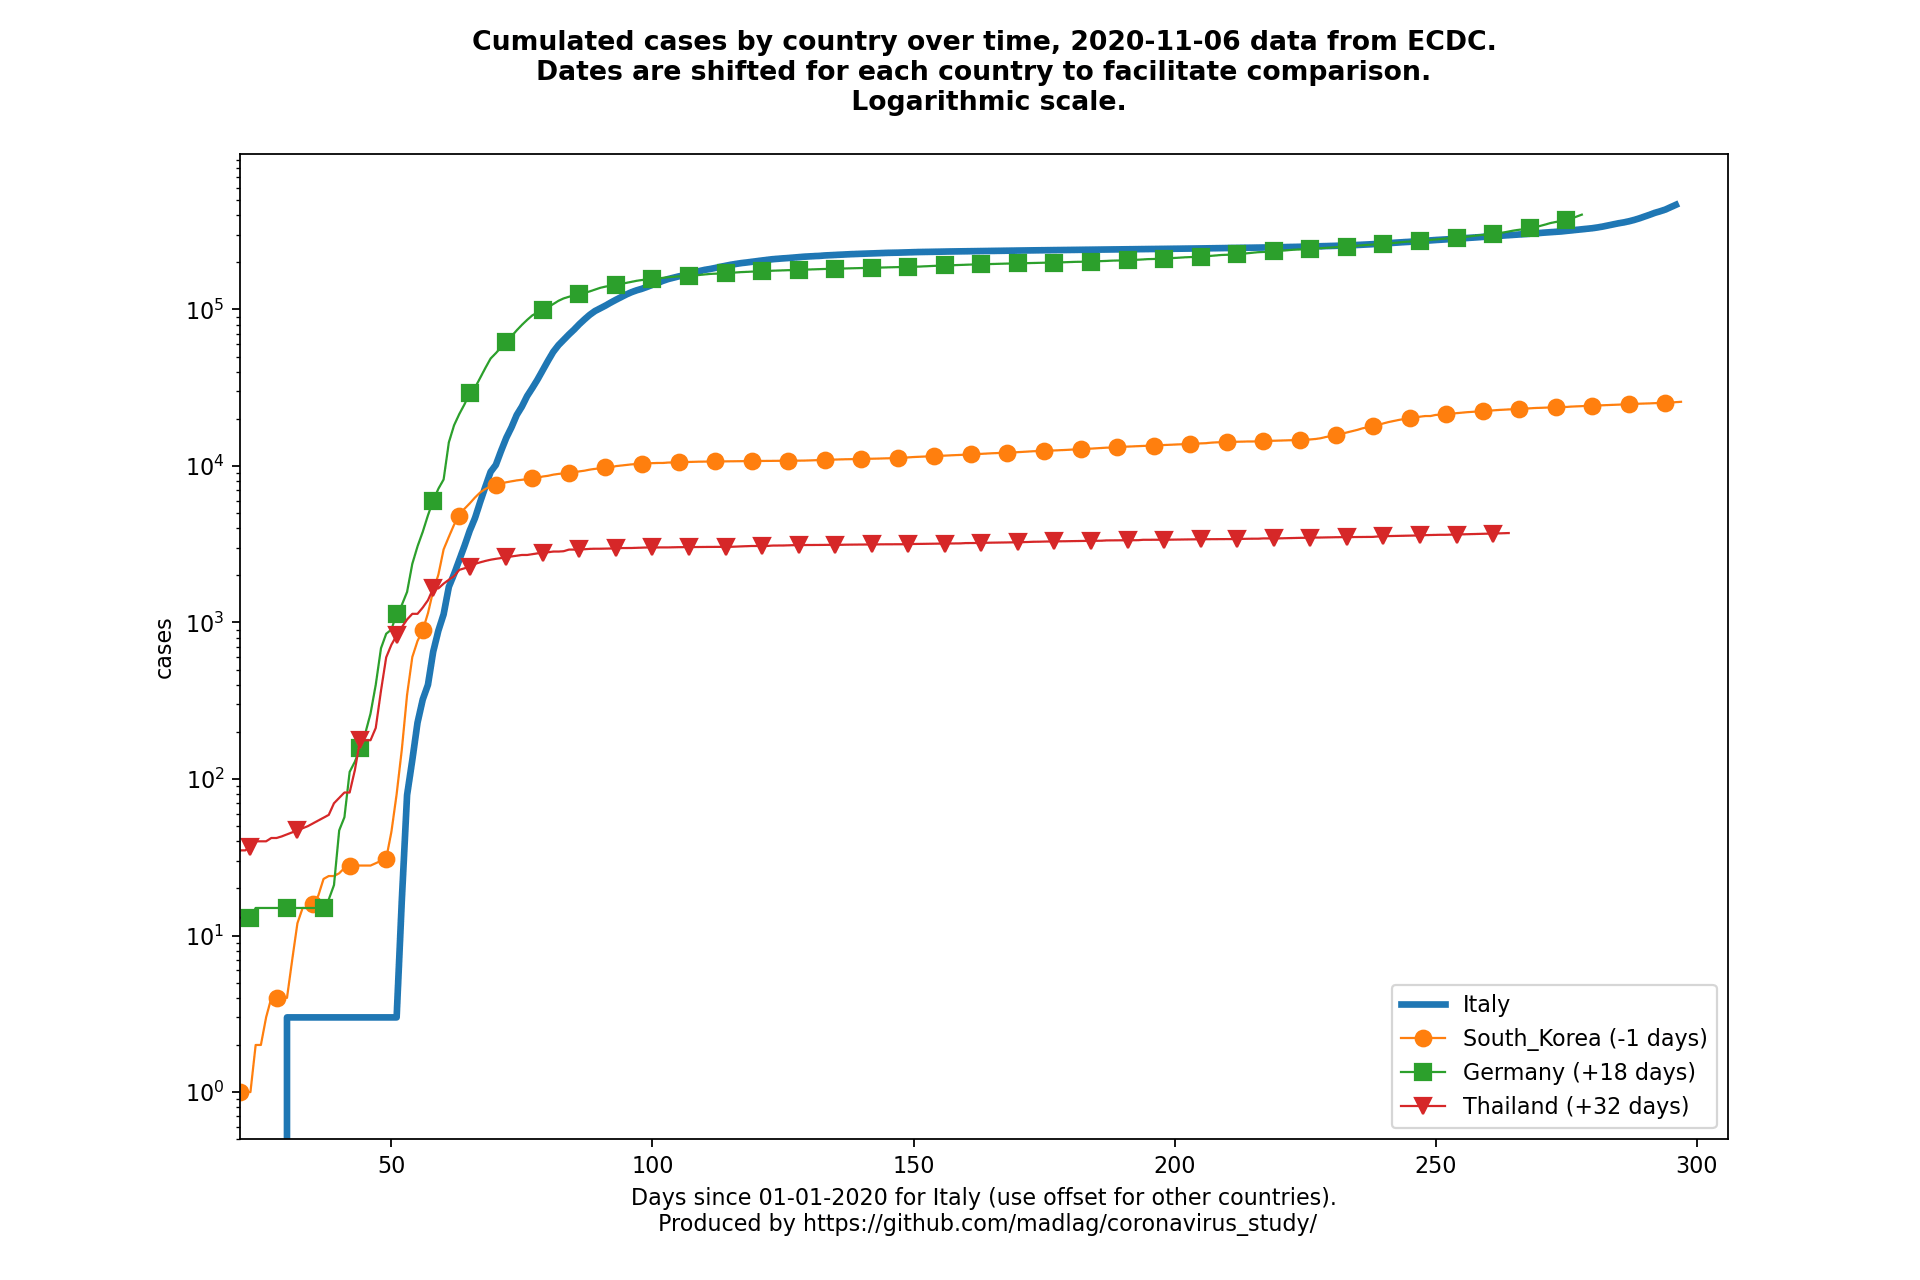 Cumulated cases by country over time, 2020-11-06 data from ECDC.
Dates are shifted for each country to facilitate comparison.
Logarithmic scale.
cases
10^5
10^4
10^3
10^2
10^1
10^0
50 100 150 200 250 300
Italy
South_Korea (-1 days)
Germany (+18 days)
Thailand (+32 days)
Days since 01-01-2020 for Italy (use offset for other countries).
Produced by https://github.com/madlag/coronavirus_study/